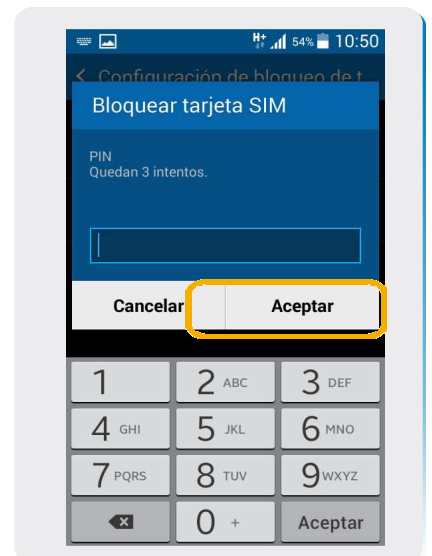 H+ 54% 10:50
< Configuración de bloqueo de t
Bloquear tarjeta SIM
PIN
Quedan 3 intentos.
Cancelar Aceptar
1 2 ABC 3 DEF
4 GHI 5 JKL 6 MNO
7 PQRS 8 TUV 9 WXYZ
0 + Aceptar